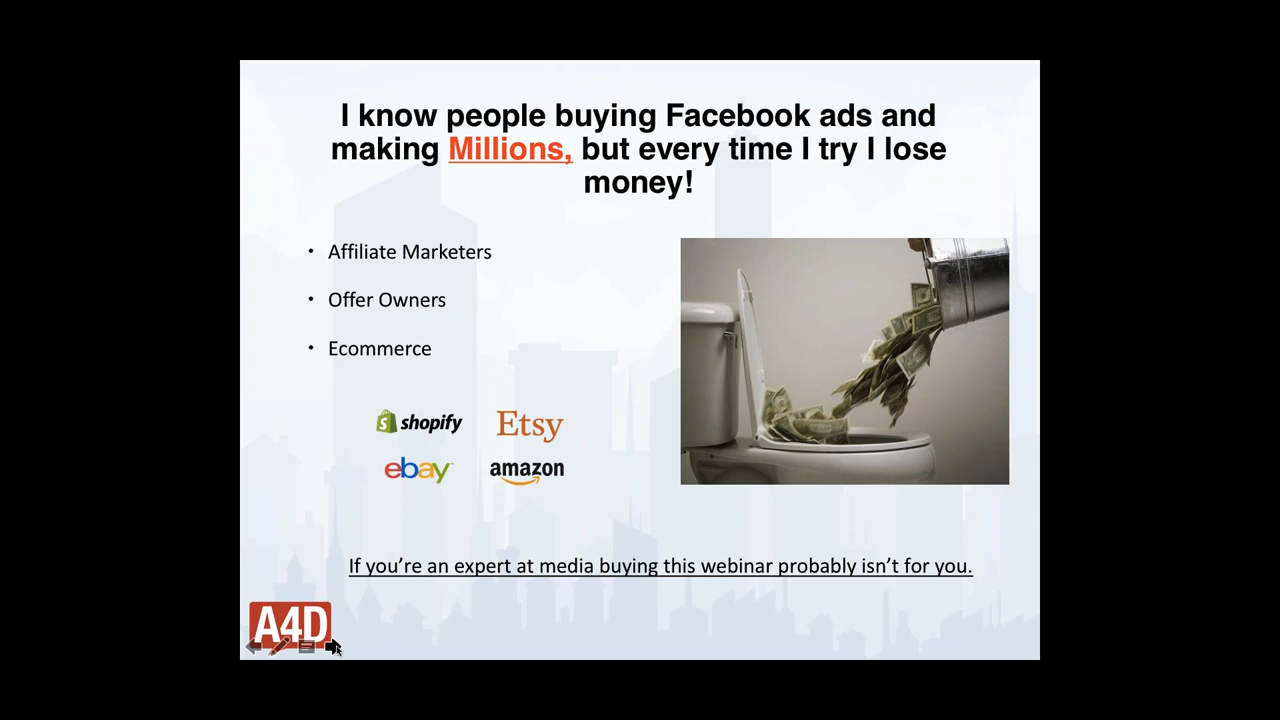 I know people buying Facebook ads and
making Millions, but every time I try I lose
money!
• Affiliate Marketers
• Offer Owners
• Ecommerce
shopify Etsy
ebay amazon
If you’re an expert at media buying this webinar probably isn’t for you.
A4D